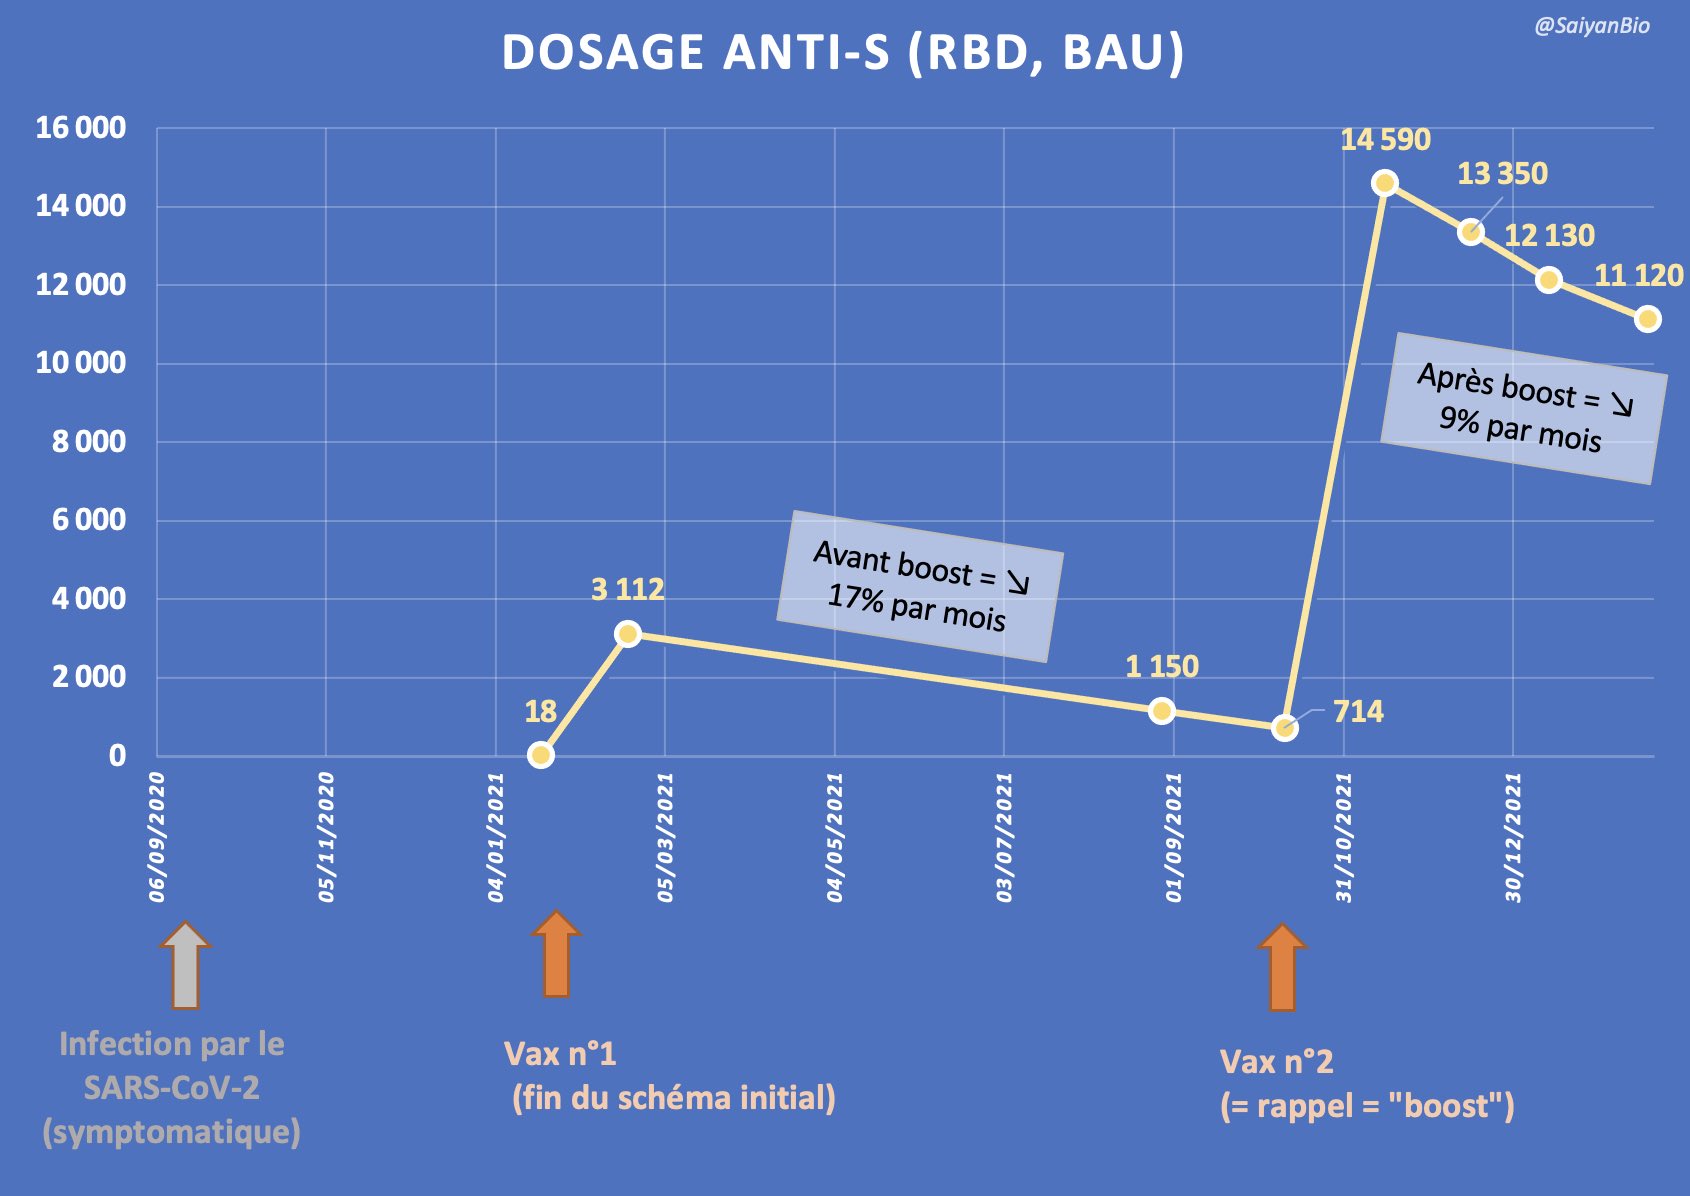 @SaiyanBio
DOSAGE ANTI-S (RBD, BAU)
16 000
14 000
12 000
10 000
8 000
6 000
4 000
2 000
0
18
3 112
1 150
714
14 590
13 350
12 130
11 120
Avant boost = ↘
17% par mois
Après boost = ↘
9% par mois
06/09/2020
05/11/2020
04/01/2021
05/03/2021
04/05/2021
03/07/2021
01/09/2021
31/10/2021
30/12/2021
Infection par le
SARS-CoV-2
(symptomatique)
Vax n°1
(fin du schéma initial)
Vax n°2
(= rappel = "boost")